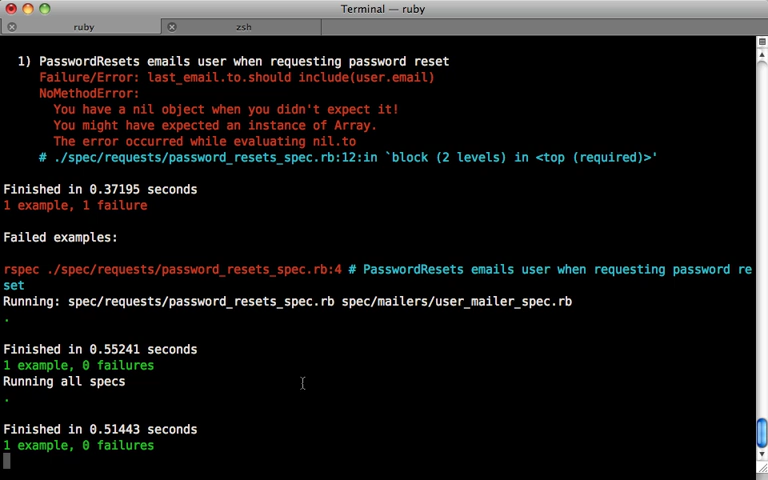 Terminal — ruby
ruby
zsh
1) PasswordResets emails user when requesting password reset
Failure/Error: last_email.to.should include(user.email)
NoMethodError:
You have a nil object when you didn't expect it!
You might have expected an instance of Array.
The error occurred while evaluating nil.to
# ./spec/requests/password_resets_spec.rb:12:in `block (2 levels) in <top (required)>'
Finished in 0.37195 seconds
1 example, 1 failure
Failed examples:
rspec ./spec/requests/password_resets_spec.rb:4 # PasswordResets emails user when requesting password re
set
Running: spec/requests/password_resets_spec.rb spec/mailers/user_mailer_spec.rb
.
Finished in 0.55241 seconds
1 example, 0 failures
Running all specs
.
Finished in 0.51443 seconds
1 example, 0 failures